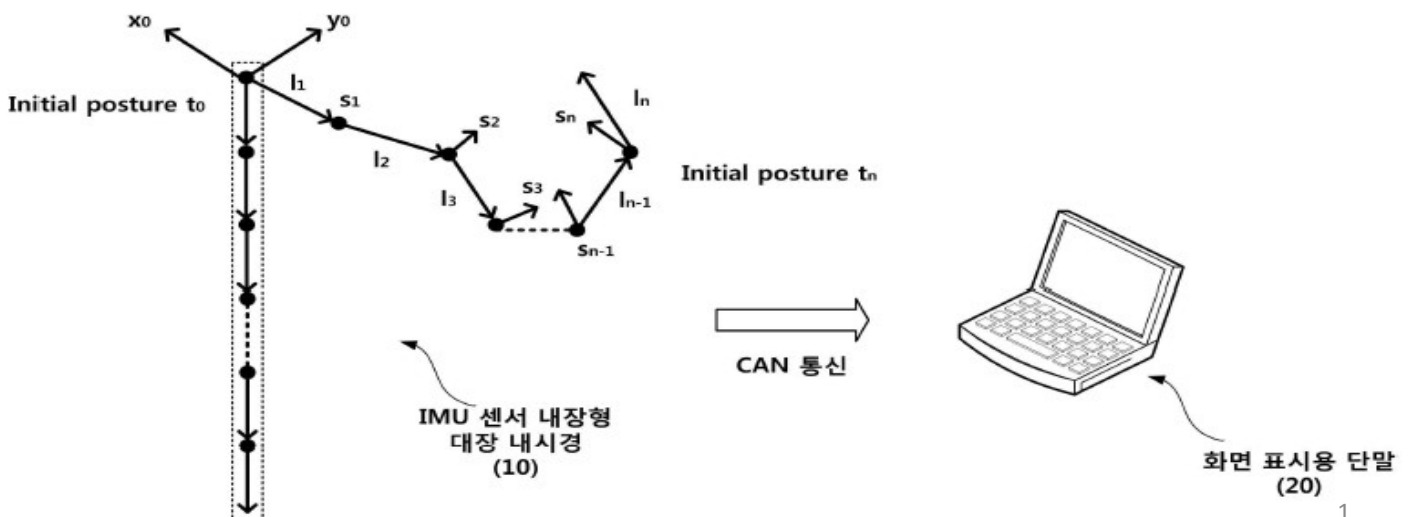 x0
y0
Initial posture t0
l1
s1
l2
s2
l3
s3
sn-1
ln-1
sn
ln
Initial posture tn
CAN 통신
IMU 센서 내장형
대장 내시경
(10)
화면 표시용 단말
(20)
1